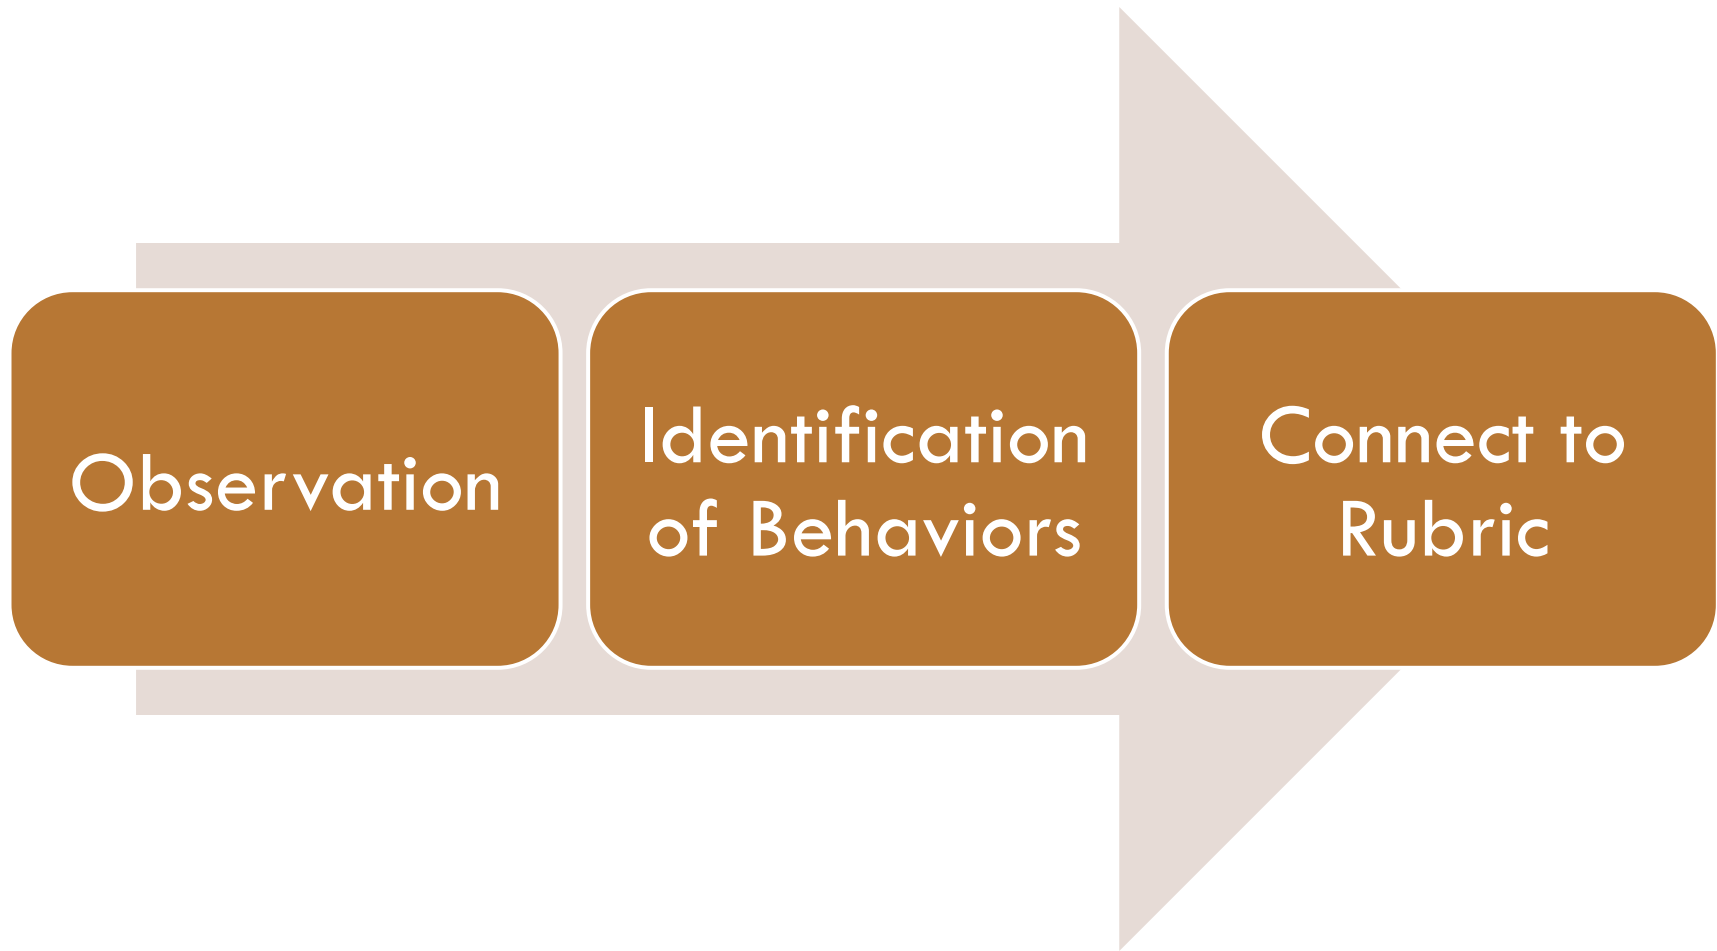 Observation
Identification
of Behaviors
Connect to
Rubric